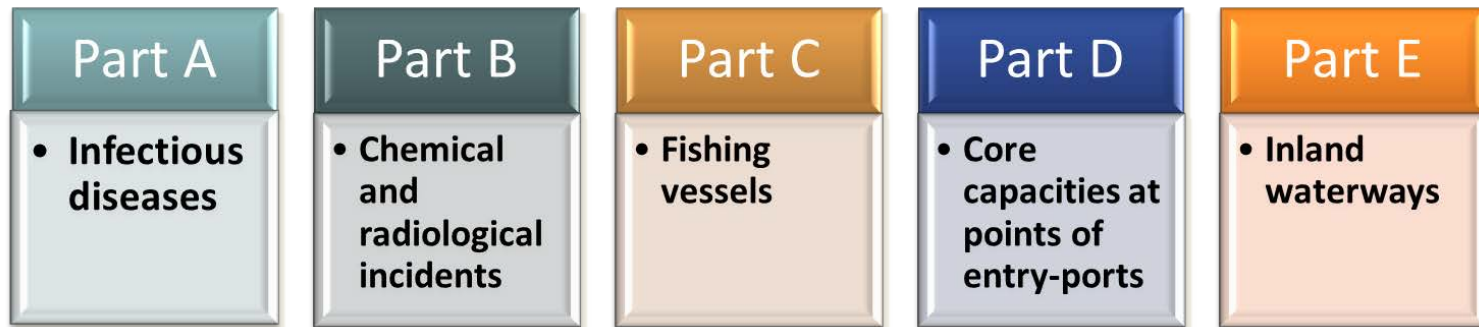 Part A
• Infectious
diseases
Part B
• Chemical
and
radiological
incidents
Part C
• Fishing
vessels
Part D
• Core
capacities at
points of
entry-ports
Part E
• Inland
waterways